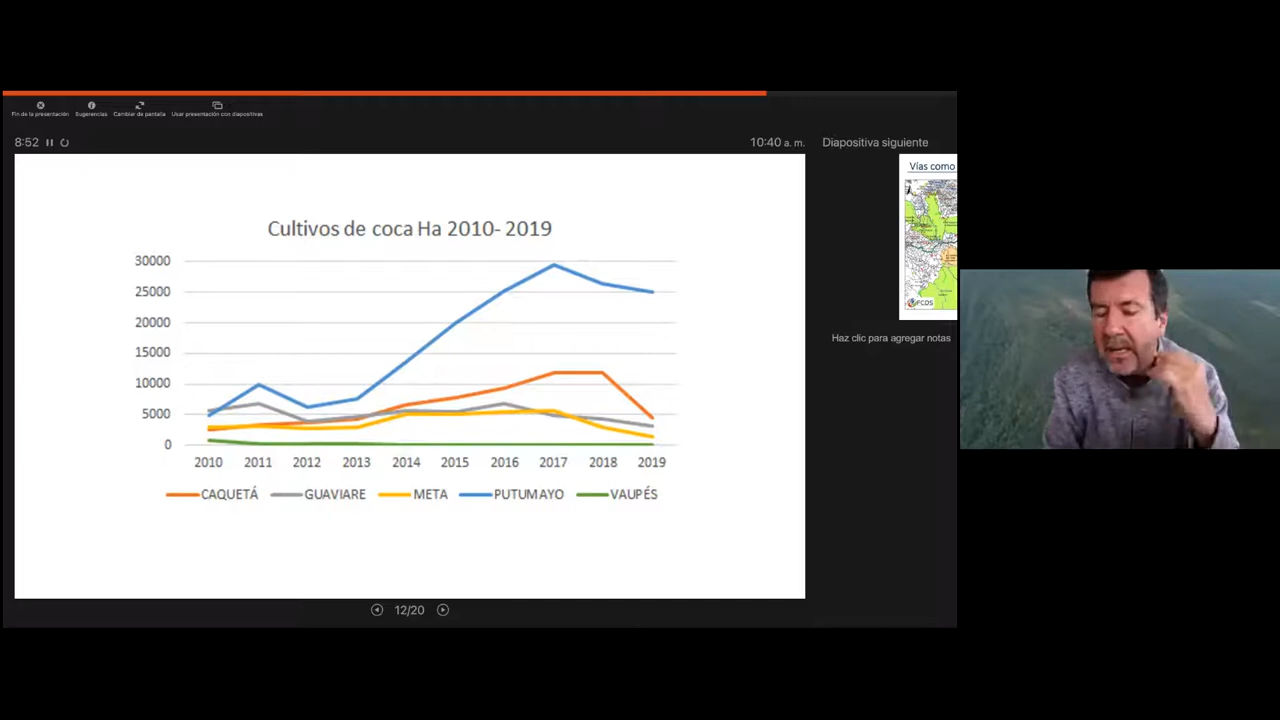 Fin de la presentación Sugerencias Cambiar de pantalla Usar presentación con diapositivas
8:52 10:40 a. m. Diapositiva siguiente
Cultivos de coca Ha 2010- 2019
30000
25000
20000
15000
10000
5000
0
2010 2011 2012 2013 2014 2015 2016 2017 2018 2019
CAQUETÁ GUAVIARE META PUTUMAYO VAUPÉS
12/20
Vías como
FCDS
Haz clic para agregar notas